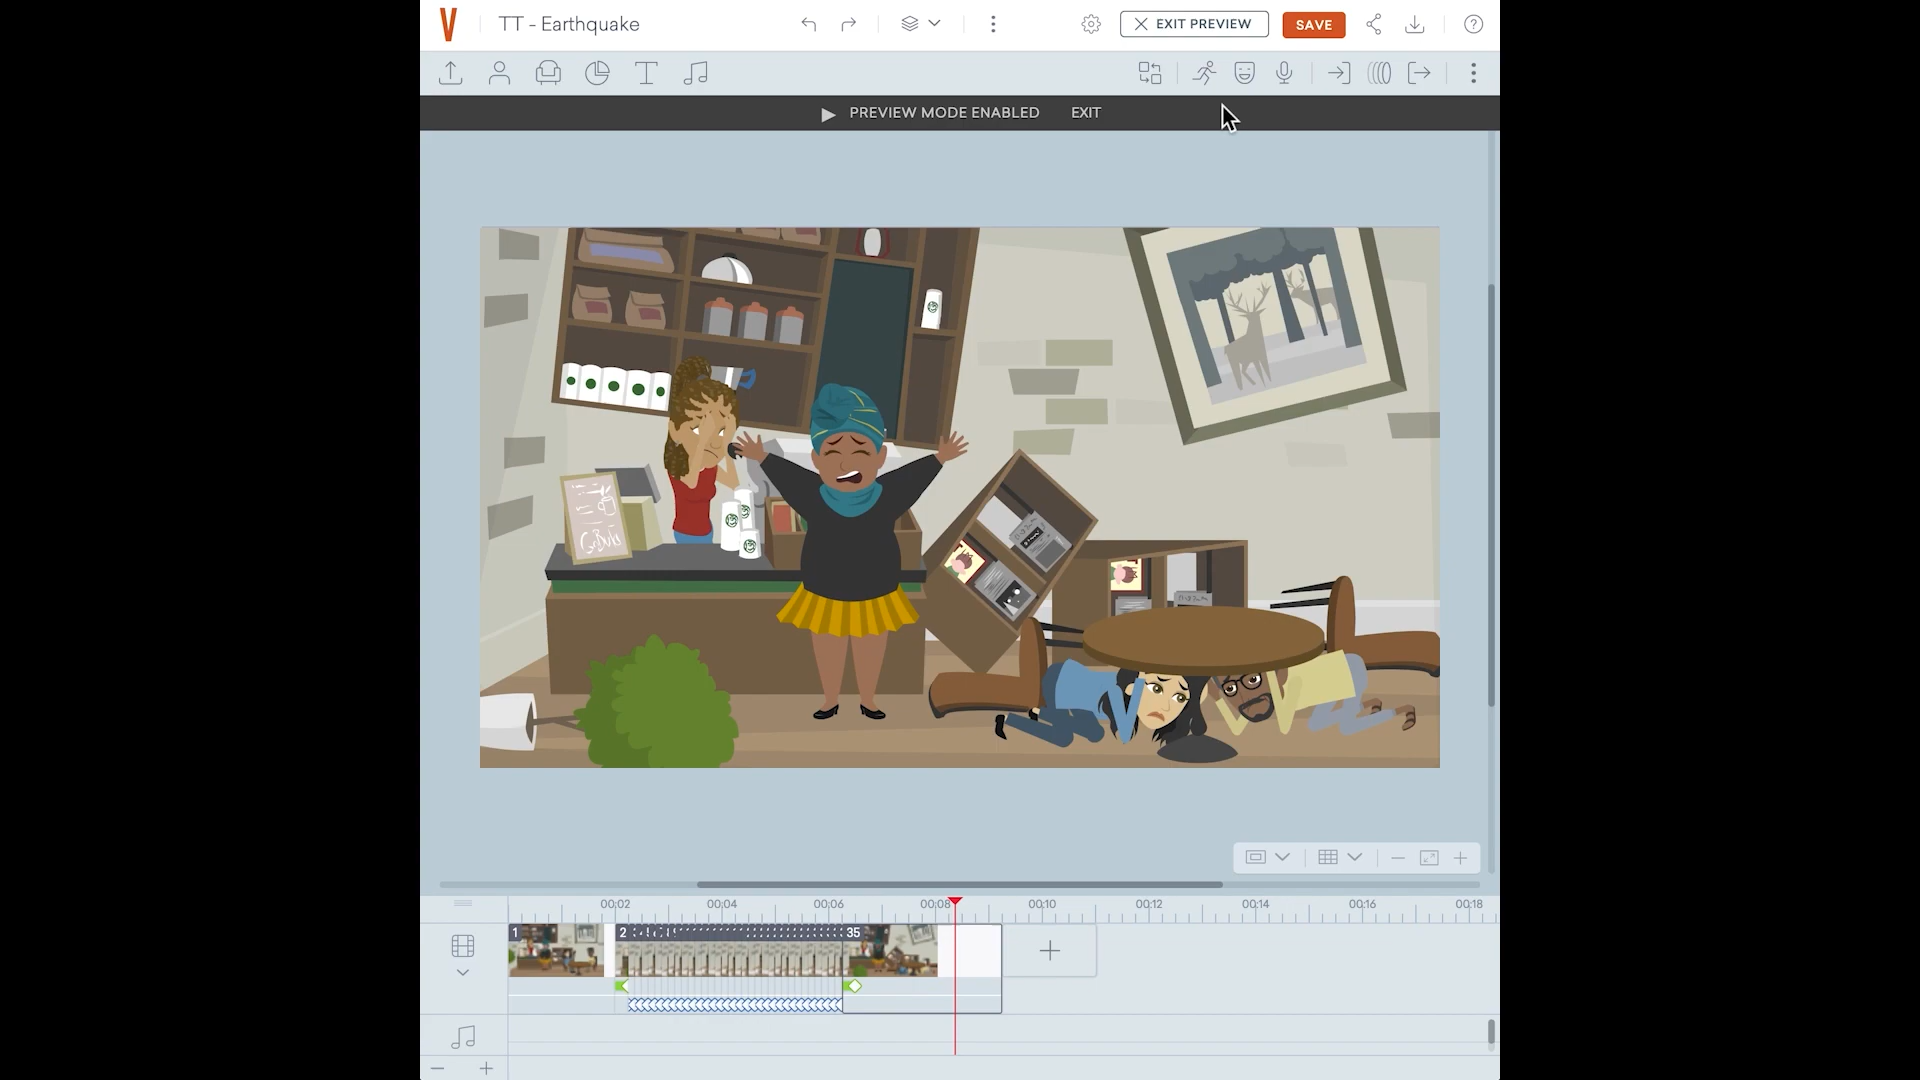 TT - Earthquake
EXIT PREVIEW
SAVE
PREVIEW MODE ENABLED EXIT
00:02 00:04 00:06 00:08 00:10 00:12 00:14 00:16 00:18
1 2 35